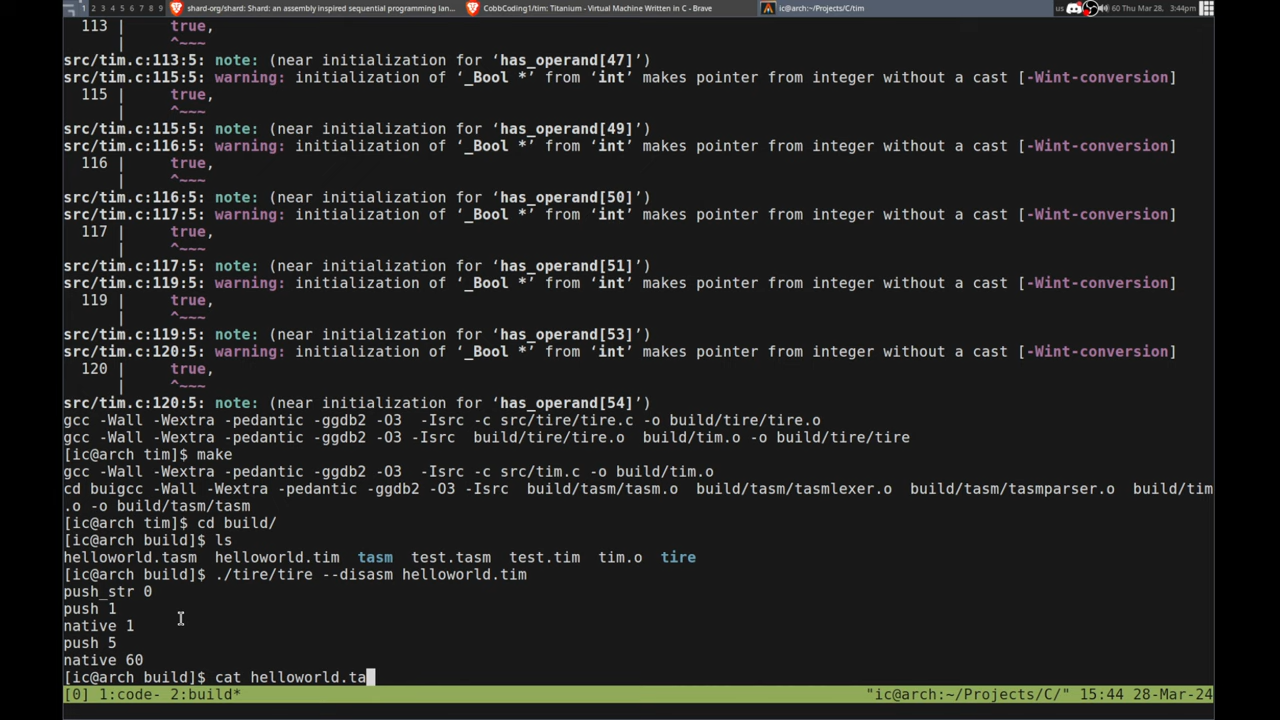 1 2 3 4 5 6 7 8 9 shard-org/shard: Shard: an assembly inspired sequential programming lan... CobbCoding1/tim: Titanium - Virtual Machine Written in C - Brave ic@arch:~/Projects/C/tim us 60 Thu Mar 28, 3:44pm
113 | true,
| ^~~~
src/tim.c:113:5: note: (near initialization for ‘has_operand[47]’)
src/tim.c:115:5: warning: initialization of ‘_Bool *’ from ‘int’ makes pointer from integer without a cast [-Wint-conversion]
115 | true,
| ^~~~
src/tim.c:115:5: note: (near initialization for ‘has_operand[49]’)
src/tim.c:116:5: warning: initialization of ‘_Bool *’ from ‘int’ makes pointer from integer without a cast [-Wint-conversion]
116 | true,
| ^~~~
src/tim.c:116:5: note: (near initialization for ‘has_operand[50]’)
src/tim.c:117:5: warning: initialization of ‘_Bool *’ from ‘int’ makes pointer from integer without a cast [-Wint-conversion]
117 | true,
| ^~~~
src/tim.c:117:5: note: (near initialization for ‘has_operand[51]’)
src/tim.c:119:5: warning: initialization of ‘_Bool *’ from ‘int’ makes pointer from integer without a cast [-Wint-conversion]
119 | true,
| ^~~~
src/tim.c:119:5: note: (near initialization for ‘has_operand[53]’)
src/tim.c:120:5: warning: initialization of ‘_Bool *’ from ‘int’ makes pointer from integer without a cast [-Wint-conversion]
120 | true,
| ^~~~
src/tim.c:120:5: note: (near initialization for ‘has_operand[54]’)
gcc -Wall -Wextra -pedantic -ggdb2 -O3  -Isrc -c src/tire/tire.c -o build/tire/tire.o
gcc -Wall -Wextra -pedantic -ggdb2 -O3 -Isrc  build/tire/tire.o  build/tim.o -o build/tire/tire
[ic@arch tim]$ make
gcc -Wall -Wextra -pedantic -ggdb2 -O3  -Isrc -c src/tim.c -o build/tim.o
cd buigcc -Wall -Wextra -pedantic -ggdb2 -O3 -Isrc  build/tasm/tasm.o  build/tasm/tasmlexer.o  build/tasm/tasmparser.o  build/tim
.o -o build/tasm/tasm
[ic@arch tim]$ cd build/
[ic@arch build]$ ls
helloworld.tasm  helloworld.tim  tasm  test.tasm  test.tim  tim.o  tire
[ic@arch build]$ ./tire/tire --disasm helloworld.tim
push_str 0
push 1
native 1
push 5
native 60
[ic@arch build]$ cat helloworld.ta
[0] 1:code- 2:build* "ic@arch:~/Projects/C/" 15:44 28-Mar-24